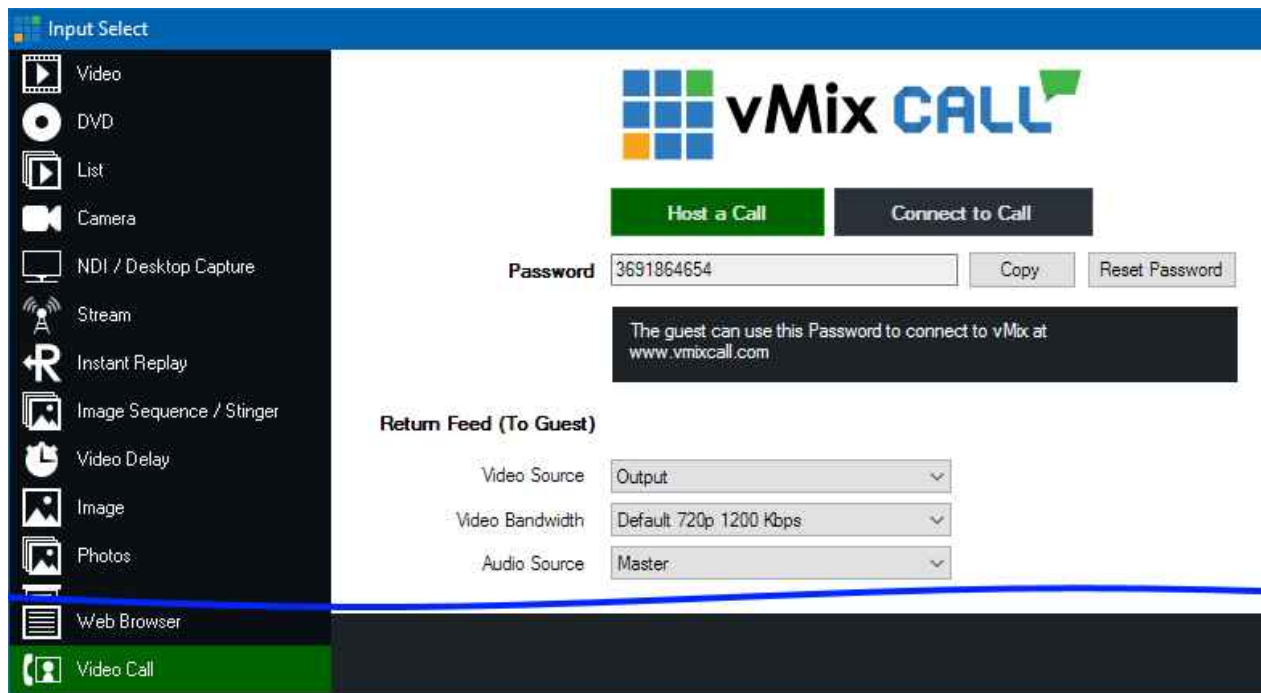 Input Select
Video
DVD
List
Camera
NDI / Desktop Capture
Stream
Instant Replay
Image Sequence / Stinger
Video Delay
Image
Photos
Web Browser
Video Call
vMix CALL
Host a Call
Connect to Call
Password
3691864654
Copy
Reset Password
The guest can use this Password to connect to vMix at
www.vmixcall.com
Return Feed (To Guest)
Video Source
Output
Video Bandwidth
Default 720p 1200 Kbps
Audio Source
Master